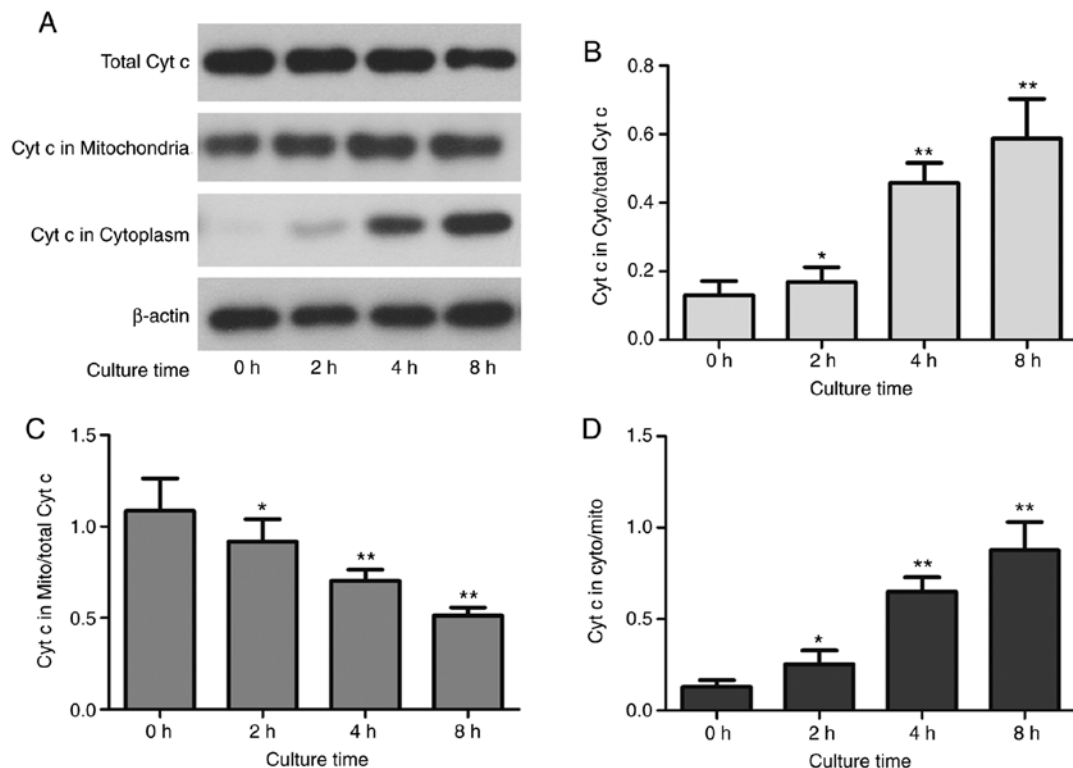 A
Total Cyt c
Cyt c in Mitochondria
Cyt c in Cytoplasm
β-actin
Culture time 0 h 2 h 4 h 8 h
B
Cyt c in Cyto/total Cyt c
0.8
0.6
0.4
0.2
0.0
*
**
**
0 h 2 h 4 h 8 h
Culture time
C
Cyt c in Mito/total Cyt c
1.5
1.0
0.5
0.0
*
**
**
0 h 2 h 4 h 8 h
Culture time
D
Cyt c in cyto/mito
1.5
1.0
0.5
0.0
*
**
**
0 h 2 h 4 h 8 h
Culture time